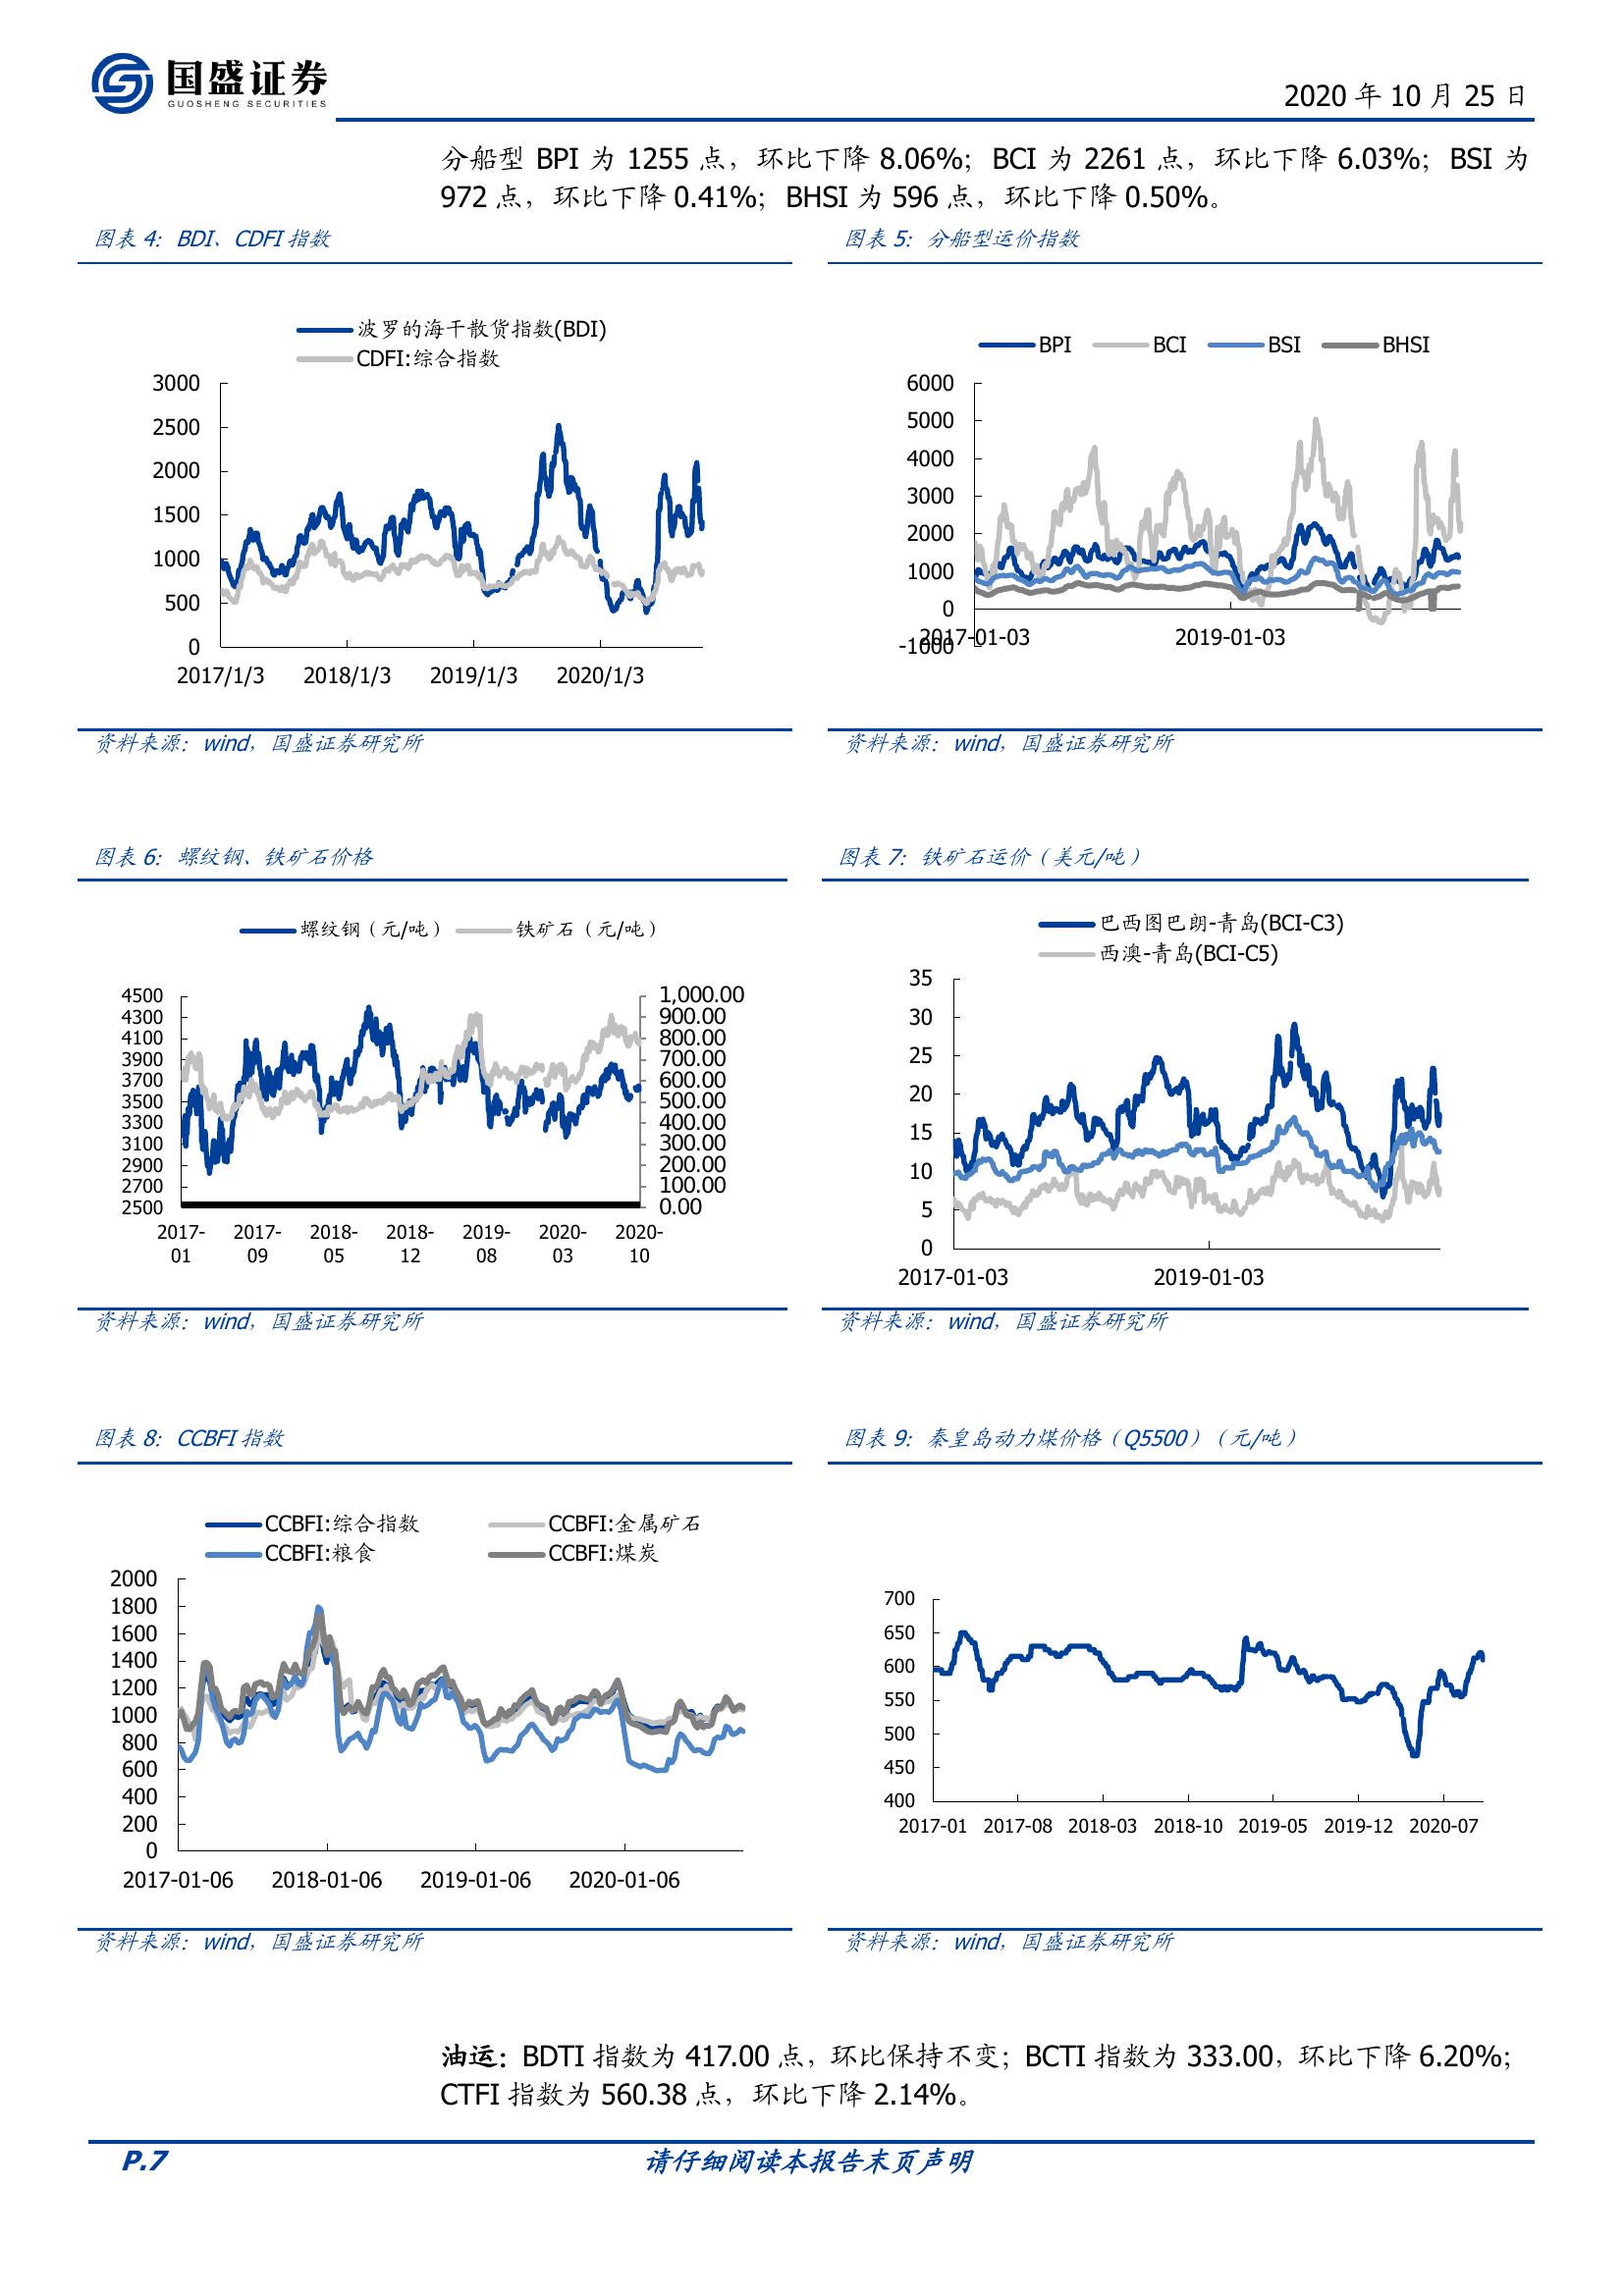 国盛证券
GUOSHENG SECURITIES
2020 年 10 月 25 日
分船型 BPI 为 1255 点，环比下降 8.06%；BCI 为 2261 点，环比下降 6.03%；BSI 为
972 点，环比下降 0.41%；BHSI 为 596 点，环比下降 0.50%。
图表 4：BDI、CDFI 指数
波罗的海干散货指数(BDI)
CDFI:综合指数
3000
2500
2000
1500
1000
500
0
2017/1/3 2018/1/3 2019/1/3 2020/1/3
资料来源：wind，国盛证券研究所
图表 5：分船型运价指数
BPI BCI BSI BHSI
6000
5000
4000
3000
2000
1000
0
-1000
2017-01-03 2019-01-03
资料来源：wind，国盛证券研究所
图表 6：螺纹钢、铁矿石价格
螺纹钢（元/吨） 铁矿石（元/吨）
4500 1,000.00
4300 900.00
4100 800.00
3900 700.00
3700 600.00
3500 500.00
3300 400.00
3100 300.00
2900 200.00
2700 100.00
2500 0.00
2017- 2017- 2018- 2018- 2019- 2020- 2020-
01 09 05 12 08 03 10
资料来源：wind，国盛证券研究所
图表 7：铁矿石运价（美元/吨）
巴西图巴朗-青岛(BCI-C3)
西澳-青岛(BCI-C5)
35
30
25
20
15
10
5
0
2017-01-03 2019-01-03
资料来源：wind，国盛证券研究所
图表 8：CCBFI 指数
CCBFI:综合指数 CCBFI:金属矿石
CCBFI:粮食 CCBFI:煤炭
2000
1800
1600
1400
1200
1000
800
600
400
200
0
2017-01-06 2018-01-06 2019-01-06 2020-01-06
资料来源：wind，国盛证券研究所
图表 9：秦皇岛动力煤价格（Q5500）（元/吨）
700
650
600
550
500
450
400
2017-01 2017-08 2018-03 2018-10 2019-05 2019-12 2020-07
资料来源：wind，国盛证券研究所
油运：BDTI 指数为 417.00 点，环比保持不变；BCTI 指数为 333.00，环比下降 6.20%；
CTFI 指数为 560.38 点，环比下降 2.14%。
P.7 请仔细阅读本报告末页声明